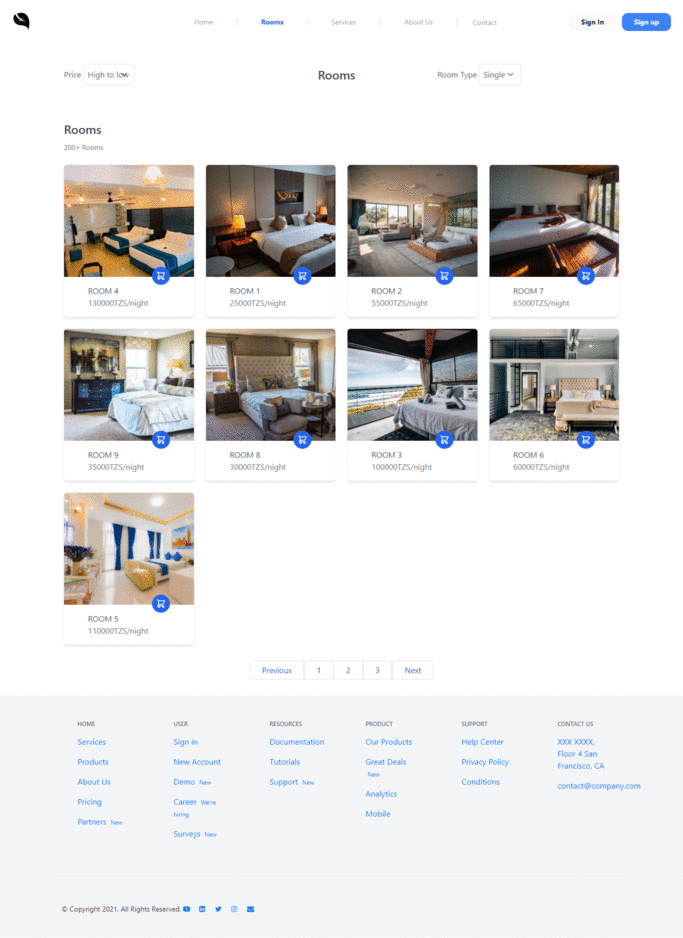 Home
Rooms
Services
About Us
Contact
Sign In
Sign up
Price High to low
Rooms
Room Type Single
Rooms
200+ Rooms
ROOM 4
130000TZS/night
ROOM 1
25000TZS/night
ROOM 2
55000TZS/night
ROOM 7
65000TZS/night
ROOM 9
35000TZS/night
ROOM 8
30000TZS/night
ROOM 3
100000TZS/night
ROOM 6
60000TZS/night
ROOM 5
110000TZS/night
Previous 1 2 3 Next
HOME
Services
Products
About Us
Pricing
Partners New
USER
Sign in
New Account
Demo New
Career We're
hiring
Surveys New
RESOURCES
Documentation
Tutorials
Support New
PRODUCT
Our Products
Great Deals
New
Analytics
Mobile
SUPPORT
Help Center
Privacy Policy
Conditions
CONTACT US
XXX XXXX,
Floor 4 San
Francisco, CA
contact@company.com
© Copyright 2021. All Rights Reserved.